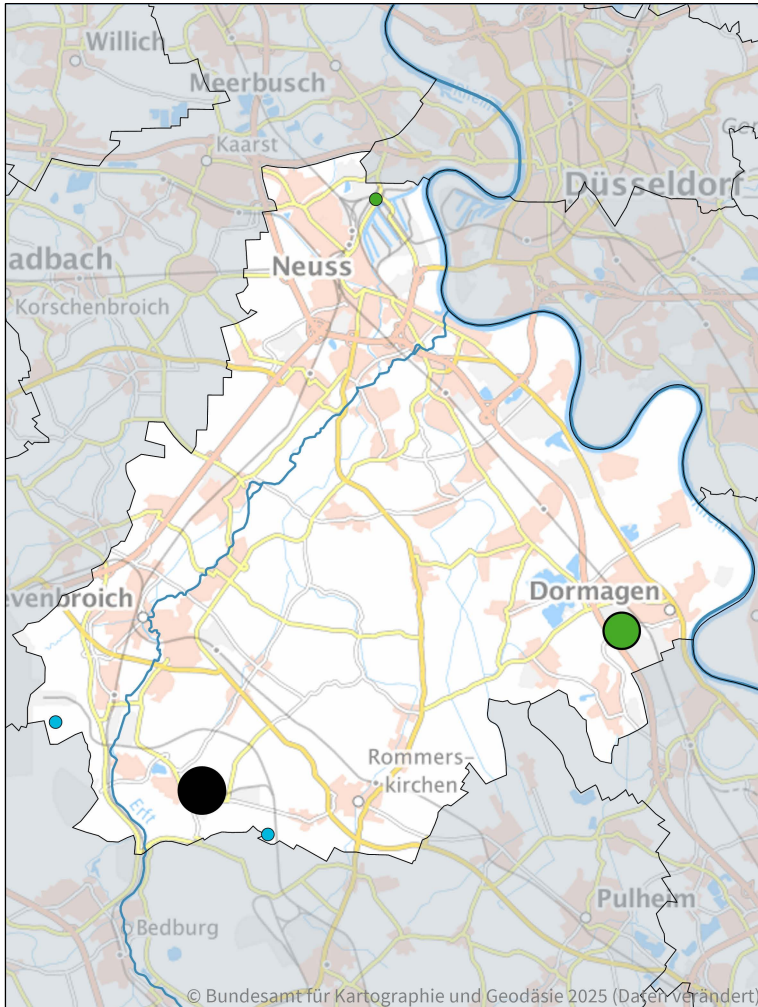 Willich
Meerbusch
Kaarst
Düsseldorf
Neuss
adbach
Korschenbroich
evenbroich
Dormagen
Rommers-
kirchen
Erft
Pulheim
Bedburg
© Bundesamt für Kartographie und Geodäsie 2025 (Daten verändert)